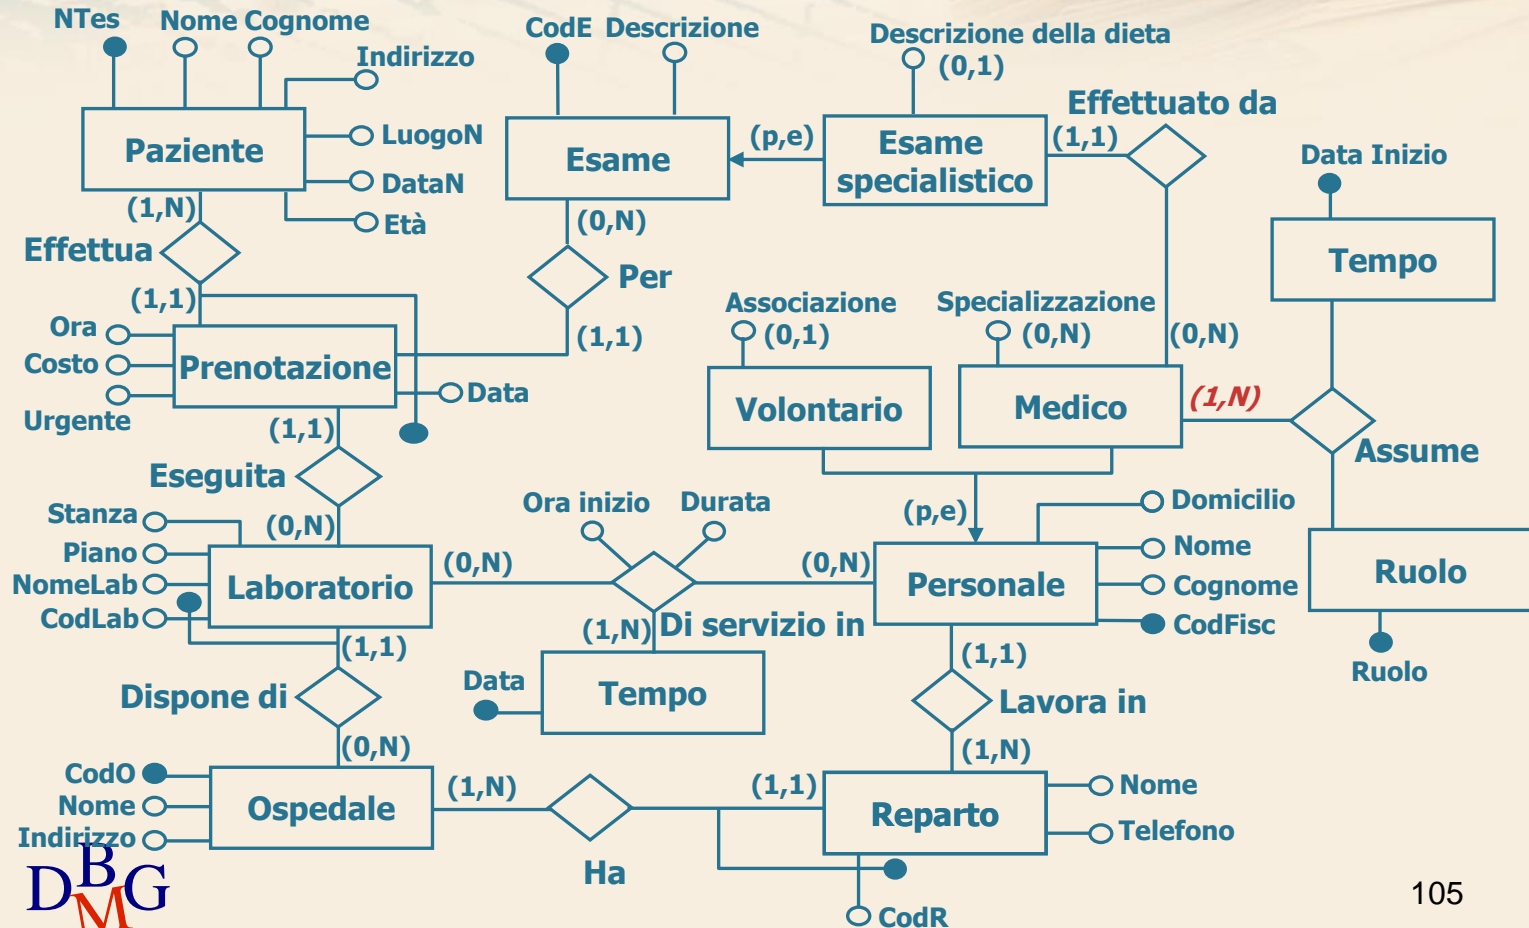 NTes
Nome Cognome
CodE Descrizione
Descrizione della dieta
(0,1)
Indirizzo
Effettuato da
Paziente
LuogoN
DataN
Età
Esame
(p,e)
Esame
specialistico
(1,1)
Data Inizio
Tempo
(1,N)
(0,N)
Effettua
Per
(1,1)
Associazione
(0,1)
Specializzazione
(0,N)
(0,N)
Ora
Costo
Urgente
Prenotazione
(1,1)
Data
Volontario
Medico
(1,N)
Assume
(1,1)
Eseguita
(0,N)
Stanza
Piano
NomeLab
CodLab
Laboratorio
(0,N)
Ora inizio
Durata
(p,e)
(0,N)
Personale
Domicilio
Nome
Cognome
CodFisc
Ruolo
Ruolo
(1,1)
(1,N)
Di servizio in
(1,1)
Dispone di
Data
Tempo
Lavora in
(0,N)
(1,N)
CodO
Nome
Indirizzo
Ospedale
(1,N)
Ha
(1,1)
Reparto
Nome
Telefono
CodR
DBMG
105